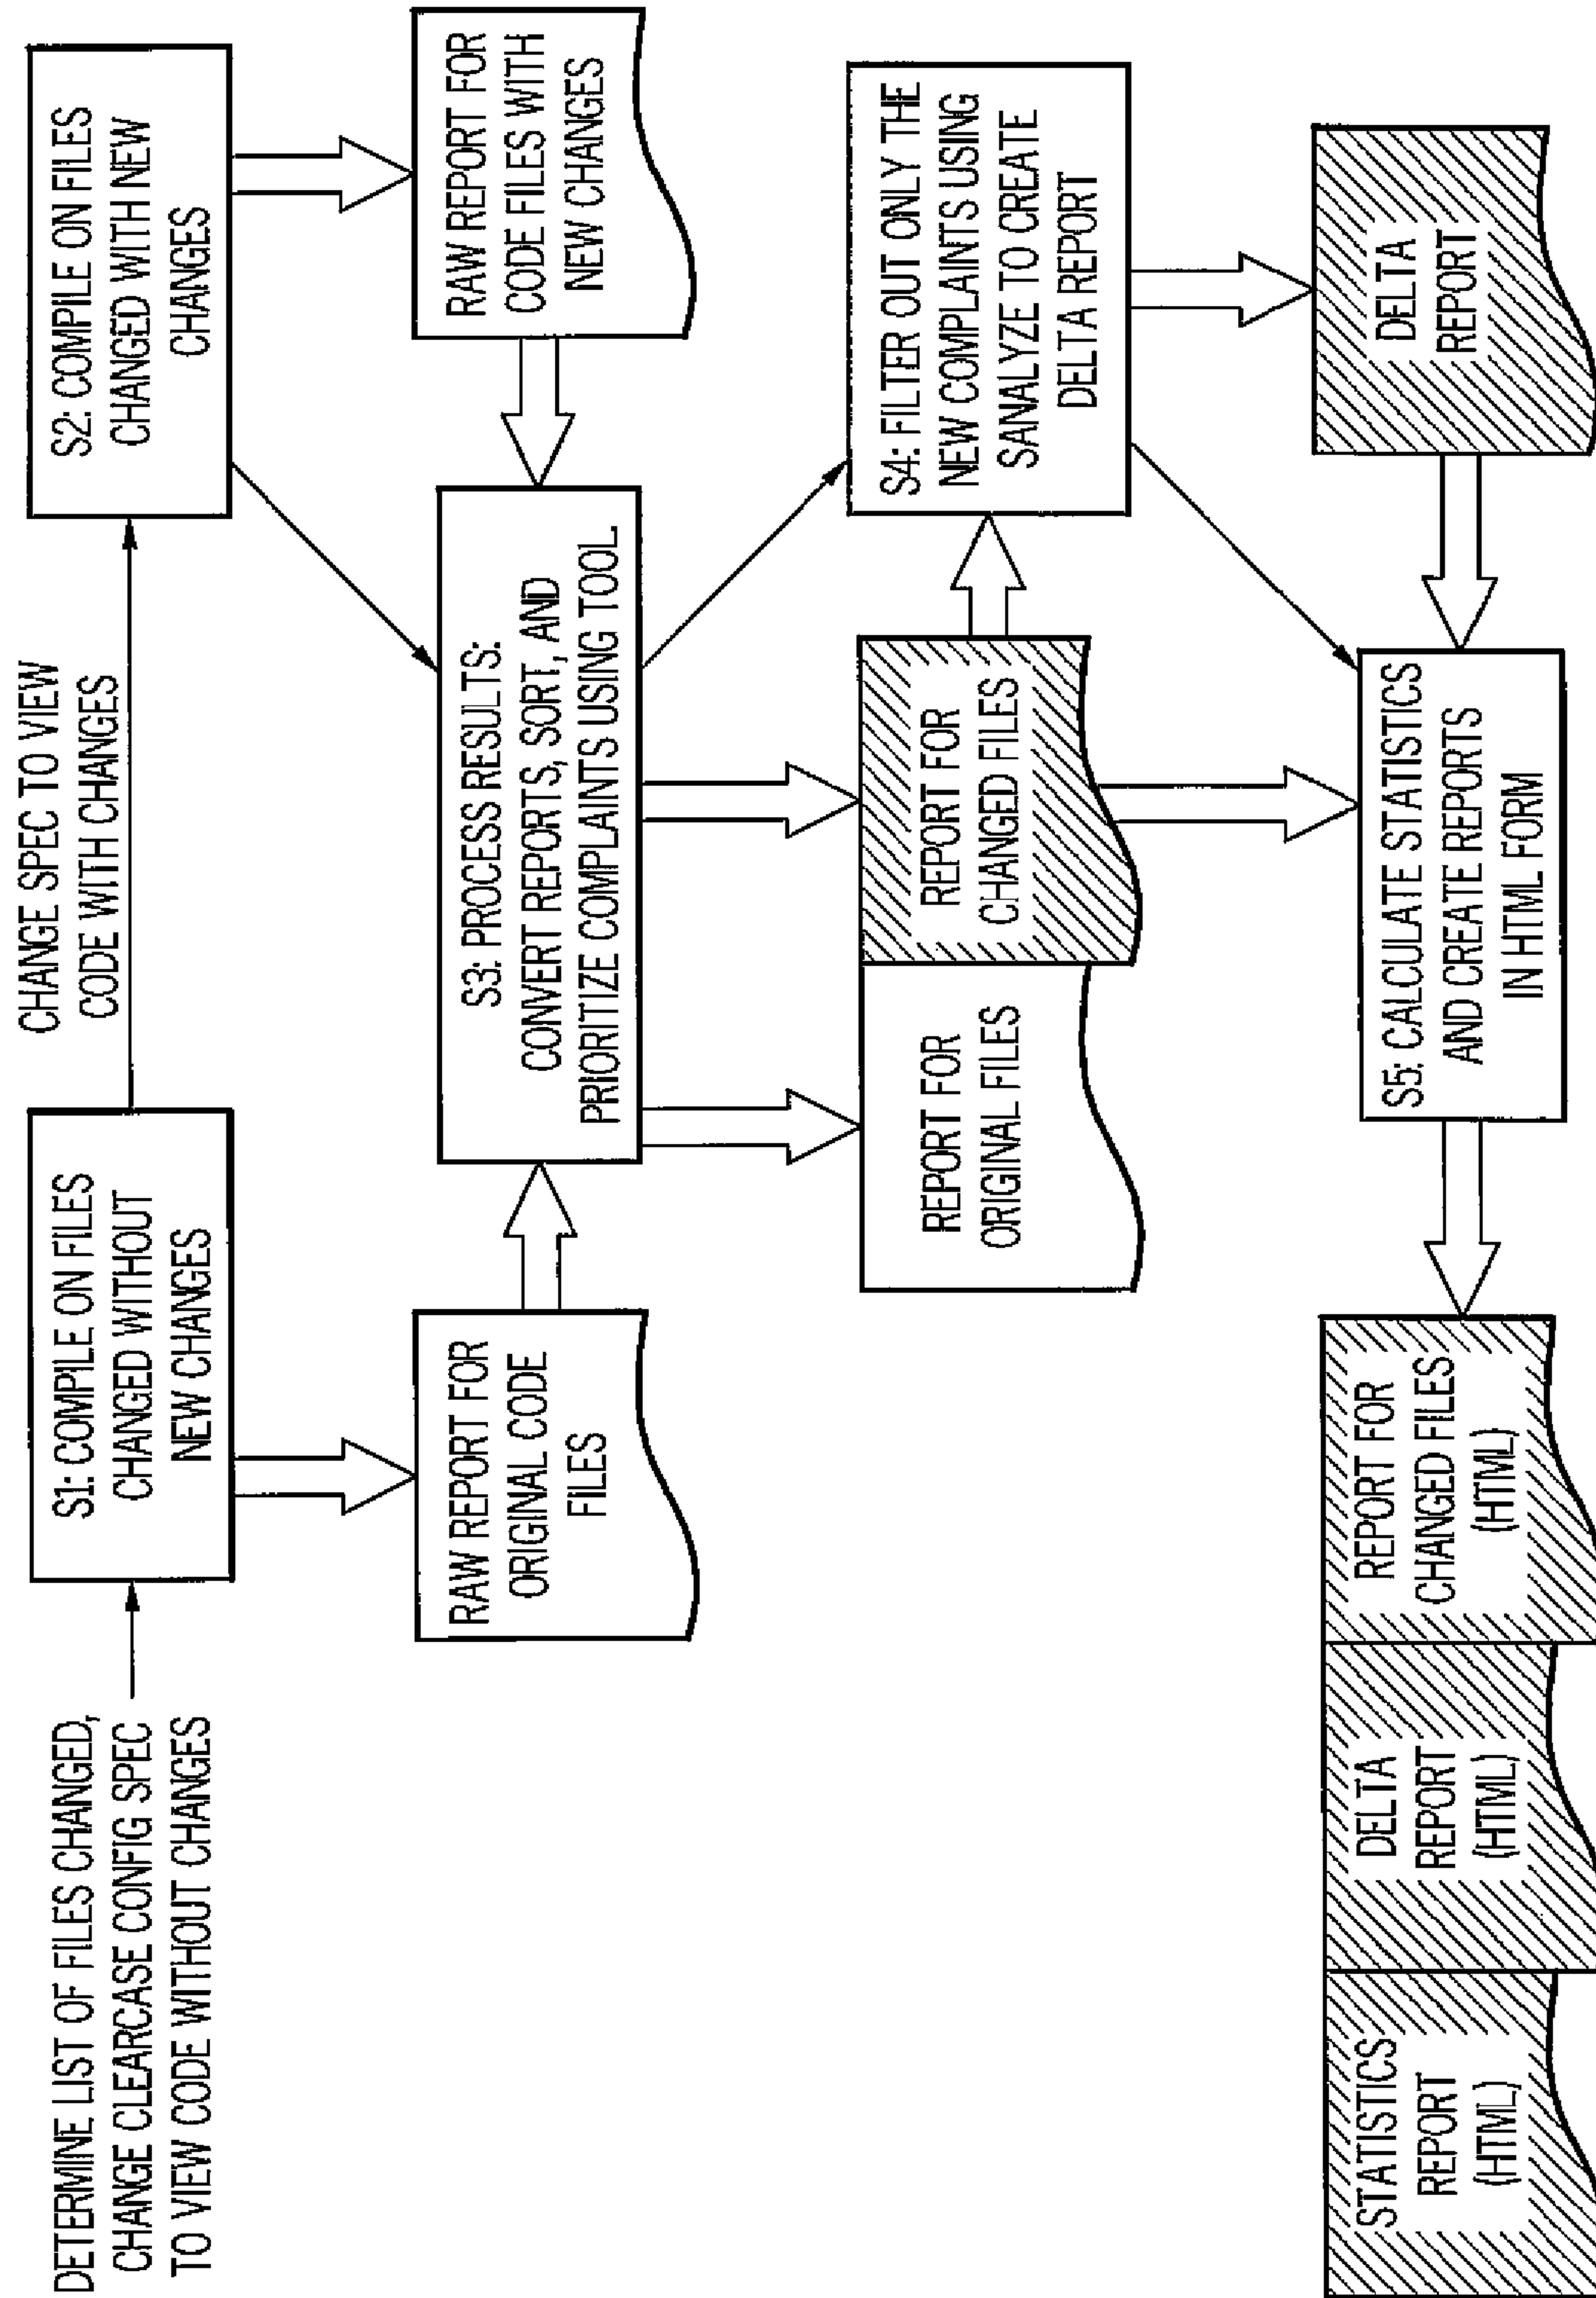 DETERMINE LIST OF FILES CHANGED,
CHANGE CLEARCASE CONFIG SPEC
TO VIEW CODE WITHOUT CHANGES
S1: COMPILE ON FILES
CHANGED WITHOUT
NEW CHANGES
CHANGE SPEC TO VIEW
CODE WITH CHANGES
S2: COMPILE ON FILES
CHANGED WITH NEW
CHANGES
RAW REPORT FOR
ORIGINAL CODE
FILES
S3: PROCESS RESULTS:
CONVERT REPORTS, SORT, AND
PRIORITIZE COMPLAINTS USING TOOL
RAW REPORT FOR
CODE FILES WITH
NEW CHANGES
REPORT FOR
ORIGINAL FILES
REPORT FOR
CHANGED FILES
S4: FILTER OUT ONLY THE
NEW COMPLAINTS USING
SANALYZE TO CREATE
DELTA REPORT
STATISTICS
REPORT
(HTML)
DELTA
REPORT
(HTML)
REPORT FOR
CHANGED FILES
(HTML)
S5: CALCULATE STATISTICS
AND CREATE REPORTS
IN HTML FORM
DELTA
REPORT